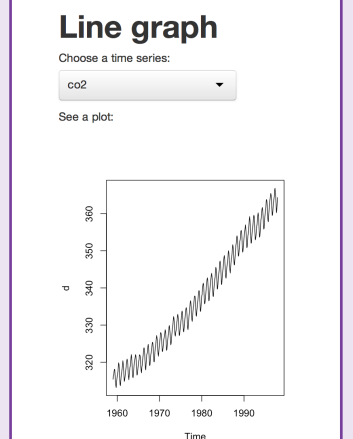 Line graph
Choose a time series:
co2
See a plot:
360
350
340
330
320
d
1960 1970 1980 1990
Time